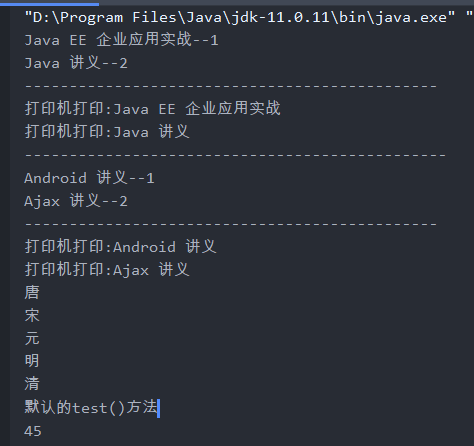 "D:\Program Files\Java\jdk-11.0.11\bin\java.exe" "
Java EE 企业应用实战--1
Java 讲义--2
-----------------------------------------------
打印机打印:Java EE 企业应用实战
打印机打印:Java 讲义
------------------------------------------------
Android 讲义--1
Ajax 讲义--2
-----------------------------------------------
打印机打印:Android 讲义
打印机打印:Ajax 讲义
唐
宋
元
明
清
默认的test()方法
45